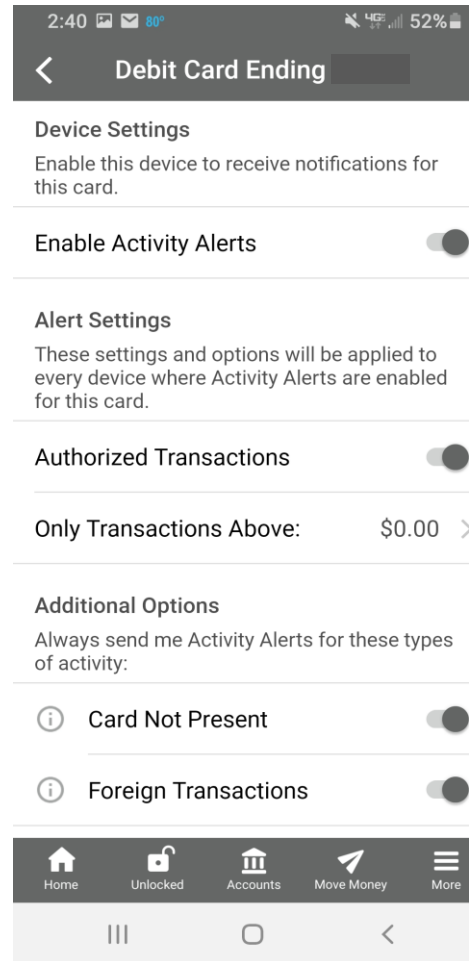 2:40 80° 4GE 52%
Debit Card Ending
Device Settings
Enable this device to receive notifications for
this card.
Enable Activity Alerts
Alert Settings
These settings and options will be applied to
every device where Activity Alerts are enabled
for this card.
Authorized Transactions
Only Transactions Above: $0.00
Additional Options
Always send me Activity Alerts for these types
of activity:
Card Not Present
Foreign Transactions
Home Unlocked Accounts Move Money More